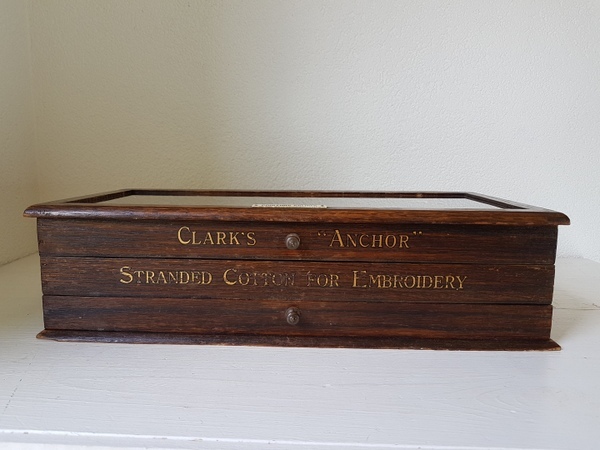 CLARK'S "ANCHOR"
STRANDED COTTON FOR EMBROIDERY